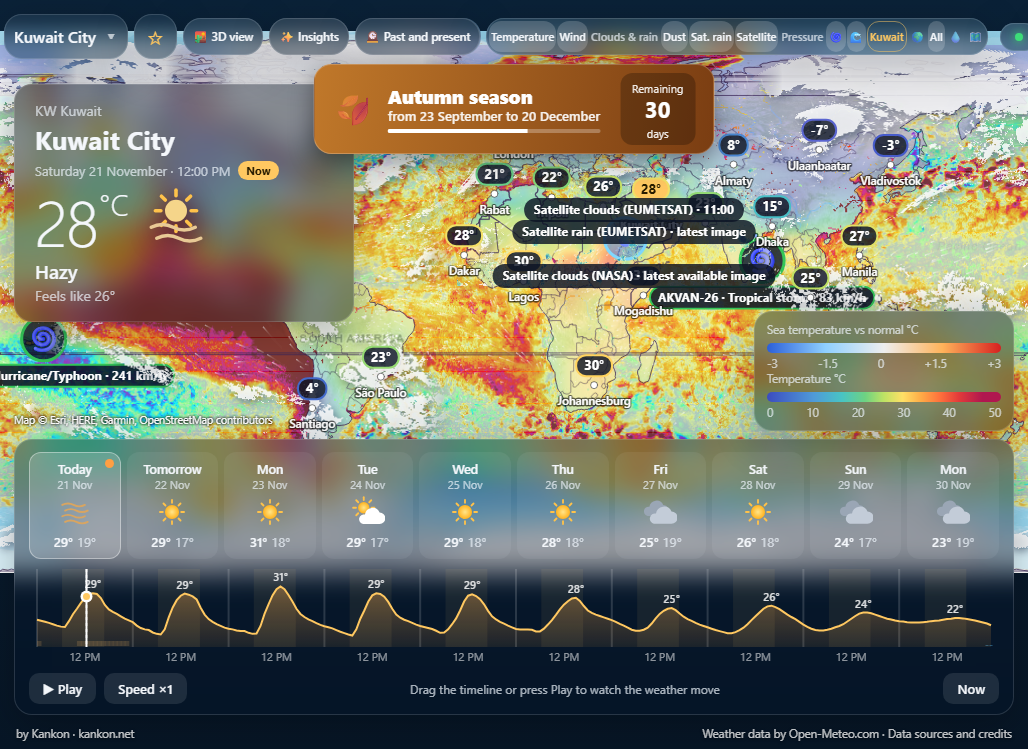 Kuwait City
3D view
Insights
Past and present
Temperature
Wind
Clouds & rain
Dust
Sat. rain
Satellite
Pressure
Kuwait
All
KW Kuwait
Kuwait City
Saturday 21 November · 12:00 PM
Now
28°C
Hazy
Feels like 26°
Autumn season
from 23 September to 20 December
Remaining
30
days
London
21°
Rabat
22°
26°
28°
8°
Almaty
-7°
Ulaanbaatar
-3°
Vladivostok
15°
Dhaka
27°
Manila
28°
Dakar
30°
Lagos
25°
Mogadishu
Satellite clouds (EUMETSAT) · 11:00
Satellite rain (EUMETSAT) · latest image
Satellite clouds (NASA) · latest available image
AKVAN-26 · Tropical storm · 83 km/h
SOUTH AMERICA
urricane/Typhoon · 241 km/h
23°
São Paulo
4°
Santiago
30°
Johannesburg
Sea temperature vs normal °C
-3 -1.5 0 +1.5 +3
Temperature °C
0 10 20 30 40 50
Map © Esri, HERE, Garmin, OpenStreetMap contributors
Today
21 Nov
29° 19°
Tomorrow
22 Nov
29° 17°
Mon
23 Nov
31° 18°
Tue
24 Nov
29° 17°
Wed
25 Nov
29° 18°
Thu
26 Nov
28° 18°
Fri
27 Nov
25° 19°
Sat
28 Nov
26° 18°
Sun
29 Nov
24° 17°
Mon
30 Nov
23° 19°
29° 29° 31° 29° 29° 28° 25° 26° 24° 22°
12 PM 12 PM 12 PM 12 PM 12 PM 12 PM 12 PM 12 PM 12 PM 12 PM
Play
Speed ×1
Drag the timeline or press Play to watch the weather move
Now
by Kankon · kankon.net
Weather data by Open-Meteo.com · Data sources and credits